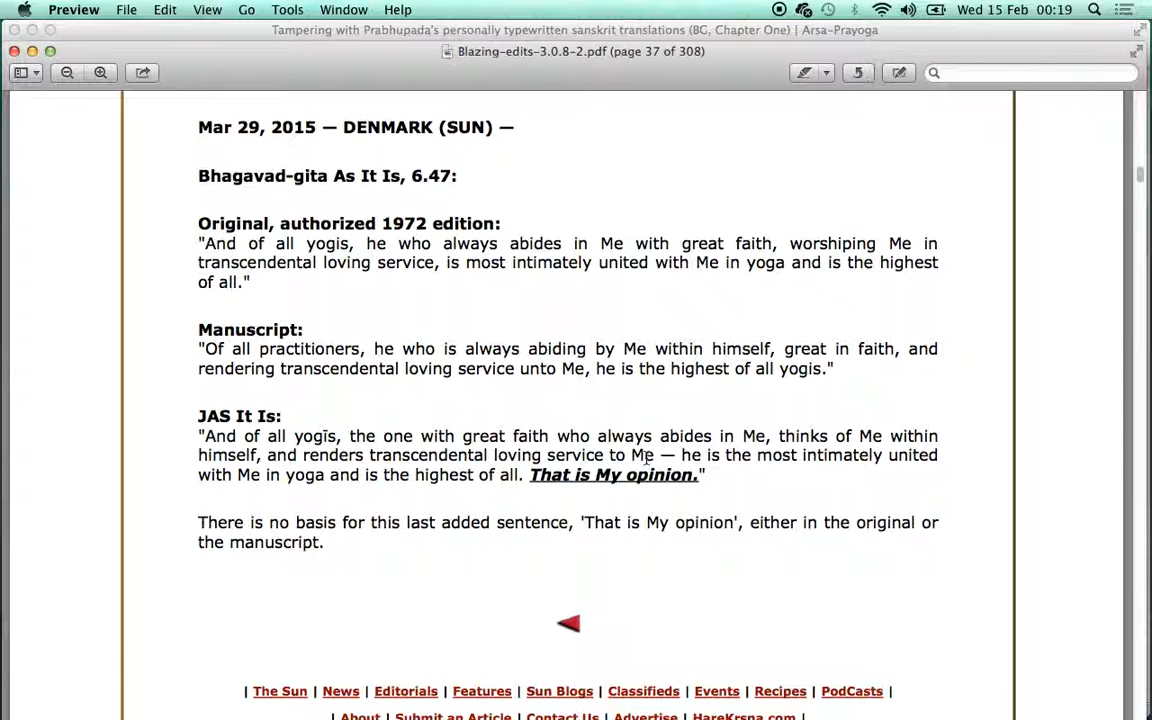 Preview File Edit View Go Tools Window Help Wed 15 Feb 00:19
Tampering with Prabhupada's personally typewritten sanskrit translations (BG, Chapter One) | Arsa-Prayoga
Blazing-edits-3.0.8-2.pdf (page 37 of 308)
Mar 29, 2015 — DENMARK (SUN) —
Bhagavad-gita As It Is, 6.47:
Original, authorized 1972 edition:
"And of all yogis, he who always abides in Me with great faith, worshiping Me in
transcendental loving service, is most intimately united with Me in yoga and is the highest
of all."
Manuscript:
"Of all practitioners, he who is always abiding by Me within himself, great in faith, and
rendering transcendental loving service unto Me, he is the highest of all yogis."
JAS It Is:
"And of all yogīs, the one with great faith who always abides in Me, thinks of Me within
himself, and renders transcendental loving service to Me — he is the most intimately united
with Me in yoga and is the highest of all. That is My opinion."
There is no basis for this last added sentence, 'That is My opinion', either in the original or
the manuscript.
| The Sun | News | Editorials | Features | Sun Blogs | Classifieds | Events | Recipes | PodCasts |
| About | Submit an Article | Contact Us | Advertise | HareKrsna.com |